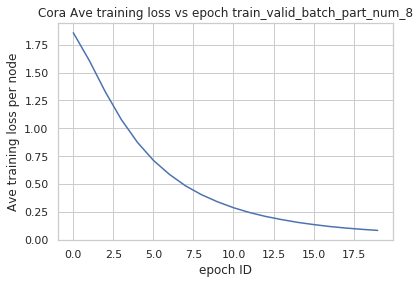 Cora Ave training loss vs epoch train_valid_batch_part_num_8
Ave training loss per node
1.75
1.50
1.25
1.00
0.75
0.50
0.25
0.00
0.0 2.5 5.0 7.5 10.0 12.5 15.0 17.5
epoch ID